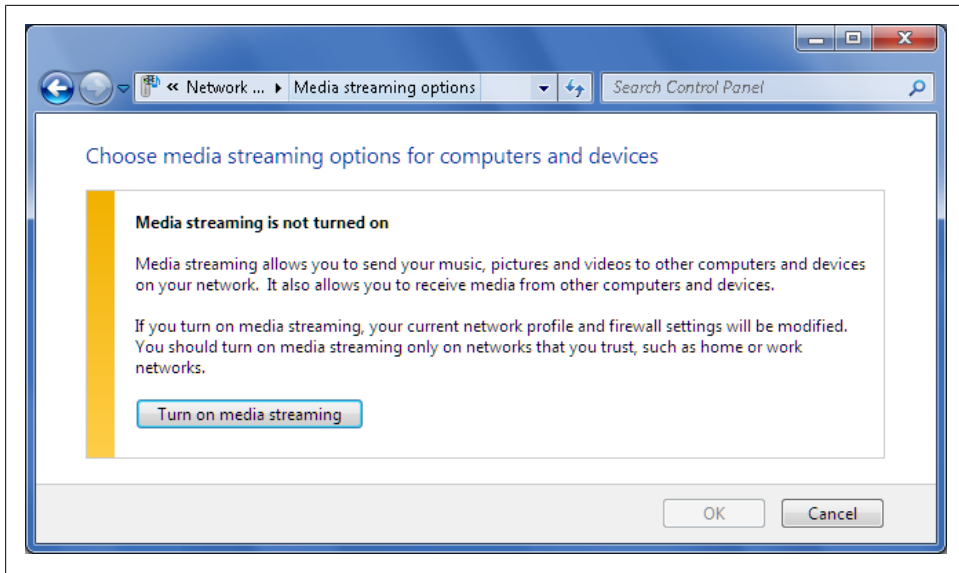 « Network ... ▸ Media streaming options
Search Control Panel
Choose media streaming options for computers and devices
Media streaming is not turned on
Media streaming allows you to send your music, pictures and videos to other computers and devices
on your network.  It also allows you to receive media from other computers and devices.
If you turn on media streaming, your current network profile and firewall settings will be modified.
You should turn on media streaming only on networks that you trust, such as home or work
networks.
Turn on media streaming
OK
Cancel